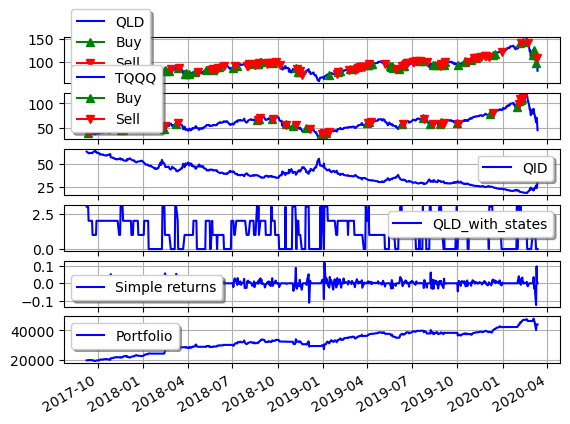 QLD
Buy
Sell
150
100
TQQQ
Buy
Sell
100
50
50
25
QID
2.5
0.0
QLD_with_states
0.1
0.0
−0.1
Simple returns
40000
20000
Portfolio
2017-10
2018-01
2018-04
2018-07
2018-10
2019-01
2019-04
2019-07
2019-10
2020-01
2020-04